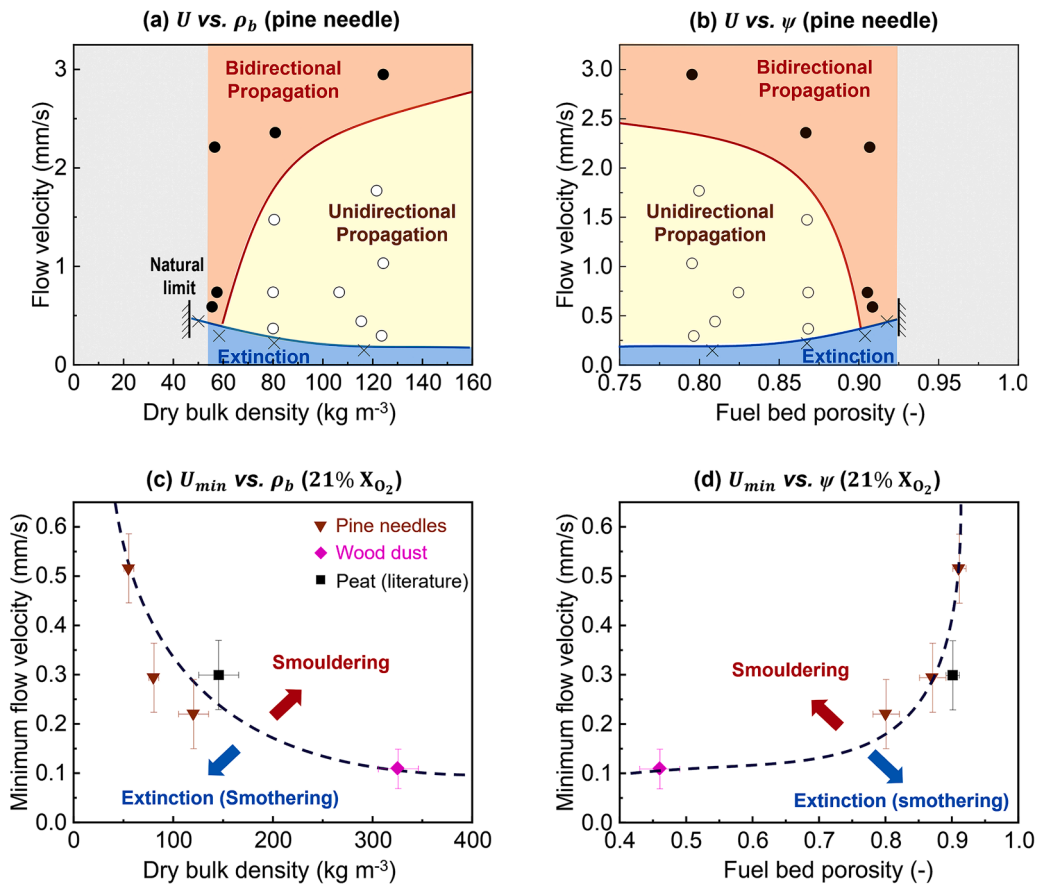 (a) U vs. ρ_b (pine needle)
3
2
1
0
Flow velocity (mm/s)
Bidirectional
Propagation
Unidirectional
Propagation
Natural
limit
Extinction
0 20 40 60 80 100 120 140 160
Dry bulk density (kg m⁻³)
(b) U vs. ψ (pine needle)
3.0
2.5
2.0
1.5
1.0
0.5
0.0
Flow velocity (mm/s)
Bidirectional
Propagation
Unidirectional
Propagation
Extinction
0.75 0.80 0.85 0.90 0.95 1.0
Fuel bed porosity (-)
(c) U_min vs. ρ_b (21% X_O₂)
0.6
0.5
0.4
0.3
0.2
0.1
0.0
Minimum flow velocity (mm/s)
Pine needles
Wood dust
Peat (literature)
Smouldering
Extinction (Smothering)
0 100 200 300 400
Dry bulk density (kg m⁻³)
(d) U_min vs. ψ (21% X_O₂)
0.6
0.5
0.4
0.3
0.2
0.1
0.0
Minimum flow velocity (mm/s)
Smouldering
Extinction (smothering)
0.4 0.5 0.6 0.7 0.8 0.9 1.0
Fuel bed porosity (-)